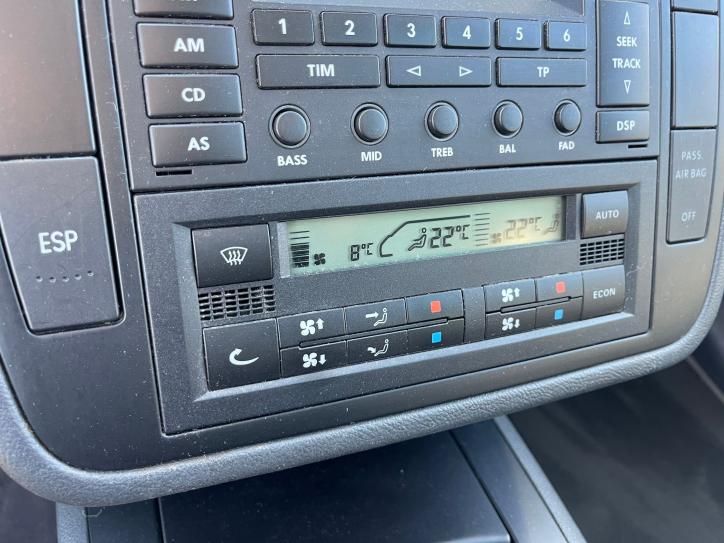 1 2 3 4 5 6
AM
TIM TP
SEEK
TRACK
CD
AS
BASS MID TREB BAL FAD
DSP
PASS.
AIR BAG
OFF
ESP
8°C 22°C 22°C
AUTO
ECON